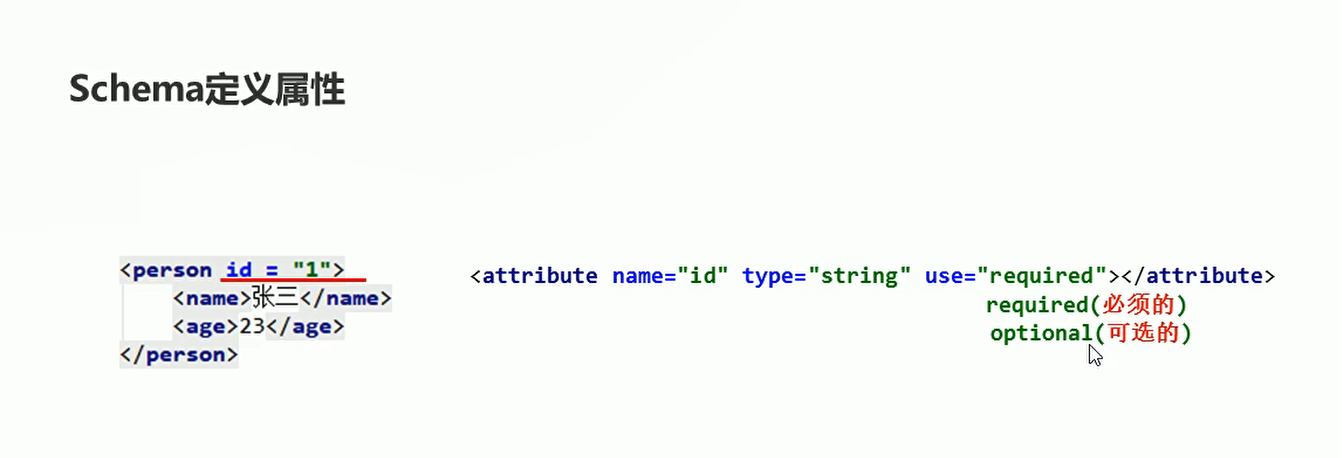 Schema定义属性
<person id = "1">
<name>张三</name>
<age>23</age>
</person>
<attribute name="id" type="string" use="required"></attribute>
required(必须的)
optional(可选的)